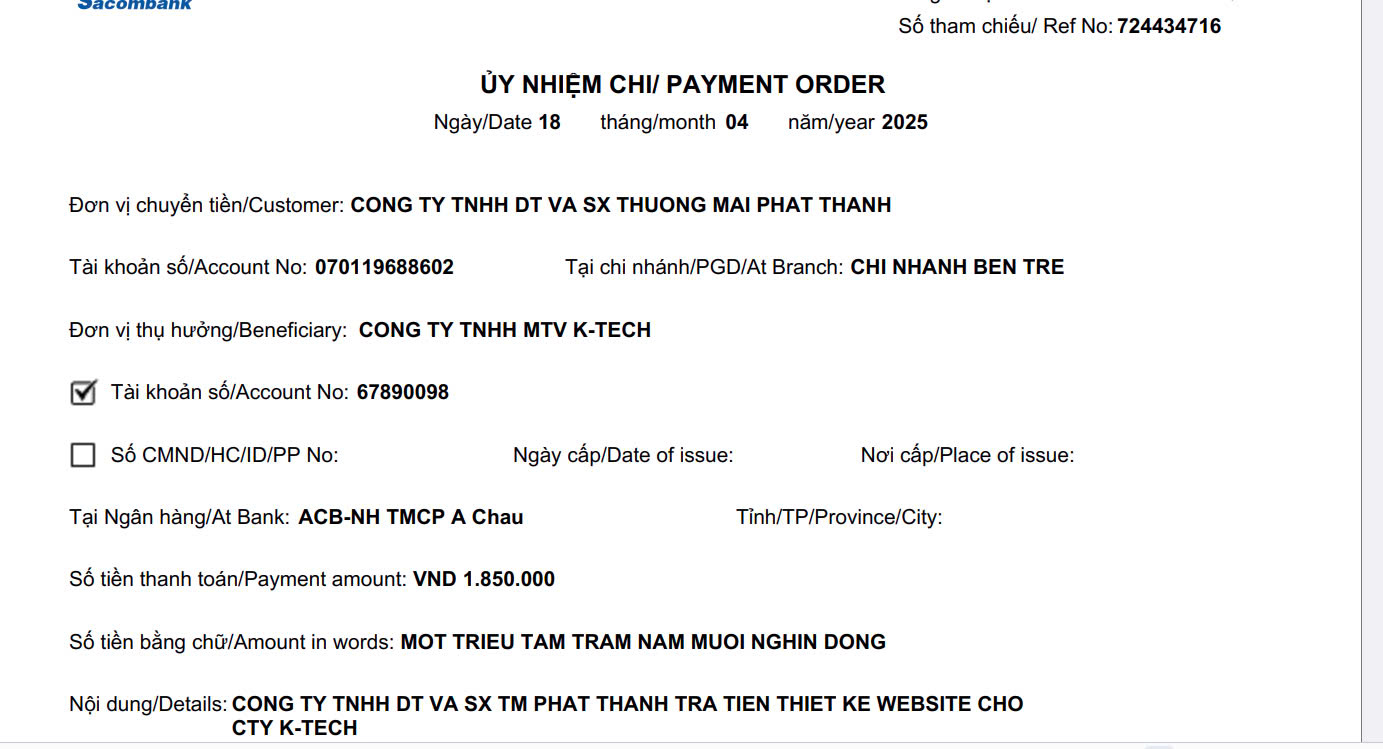 Sacombank
Số tham chiếu/ Ref No: 724434716
ỦY NHIỆM CHI/ PAYMENT ORDER
Ngày/Date 18 tháng/month 04 năm/year 2025
Đơn vị chuyển tiền/Customer: CONG TY TNHH DT VA SX THUONG MAI PHAT THANH
Tài khoản số/Account No: 070119688602 Tại chi nhánh/PGD/At Branch: CHI NHANH BEN TRE
Đơn vị thụ hưởng/Beneficiary: CONG TY TNHH MTV K-TECH
Tài khoản số/Account No: 67890098
Số CMND/HC/ID/PP No: Ngày cấp/Date of issue: Nơi cấp/Place of issue:
Tại Ngân hàng/At Bank: ACB-NH TMCP A Chau Tỉnh/TP/Province/City:
Số tiền thanh toán/Payment amount: VND 1.850.000
Số tiền bằng chữ/Amount in words: MOT TRIEU TAM TRAM NAM MUOI NGHIN DONG
Nội dung/Details: CONG TY TNHH DT VA SX TM PHAT THANH TRA TIEN THIET KE WEBSITE CHO
CTY K-TECH